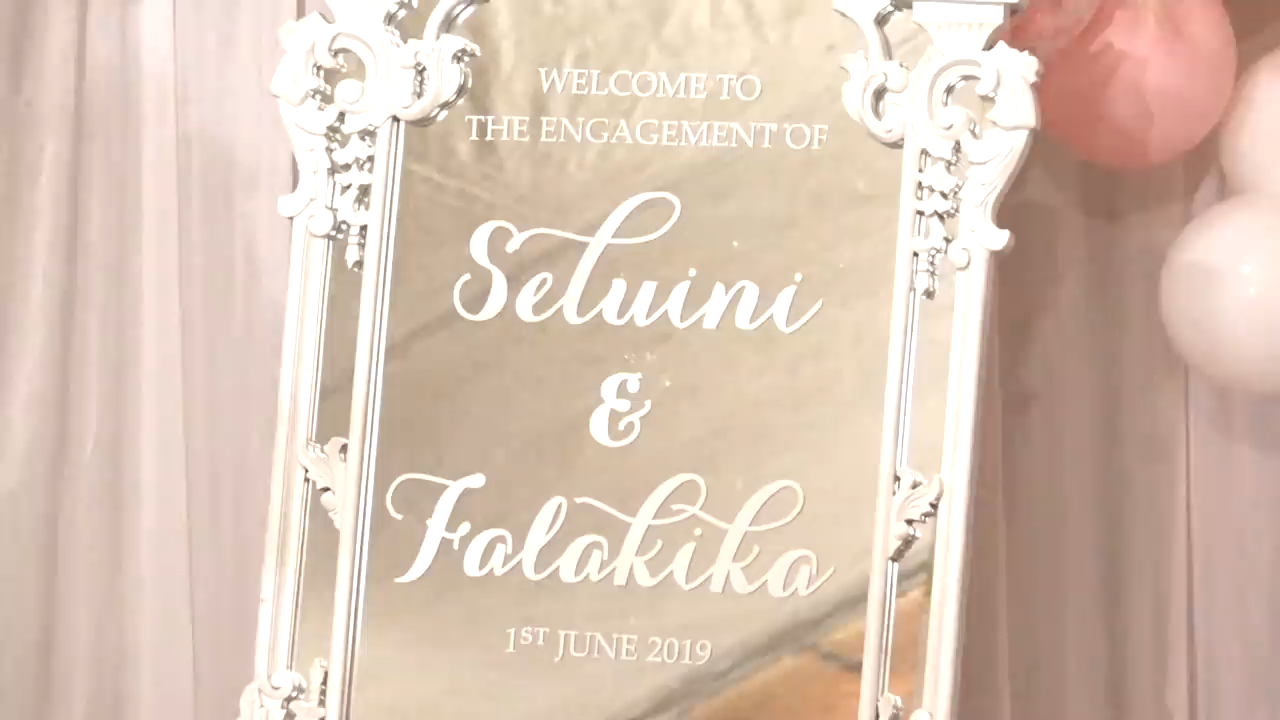 WELCOME TO
THE ENGAGEMENT OF
Seluini
&
Falakika
1ST JUNE 2019